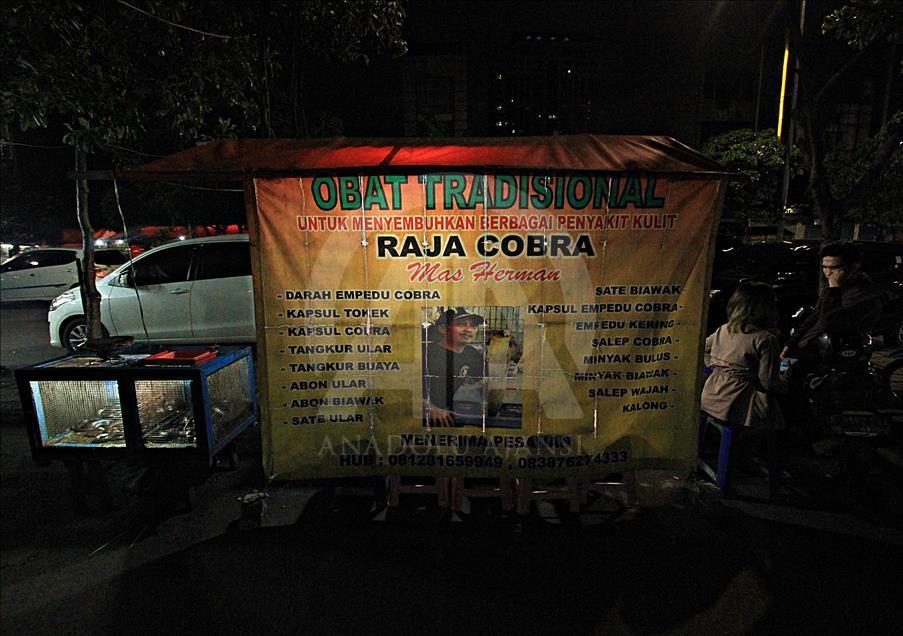 OBAT TRADISIONAL
UNTUK MENYEMBUHKAN BERBAGAI PENYAKIT KULIT
RAJA COBRA
Mas Herman
- DARAH EMPEDU COBRA
- KAPSUL TOKEK
- KAPSUL COBRA
- TANGKUR ULAR
- TANGKUR BUAYA
- ABON ULAR
- ABON BIAWAK
- SATE ULAR
SATE BIAWAK
KAPSUL EMPEDU COBRA-
EMPEDU KERING-
SALEP COBRA-
MINYAK BULUS-
MINYAK BIAWAK-
SALEP WAJAH-
KALONG-
ANADOLU AJANSI
MENERIMA PESANAN
HUB : 081281659949 , 083876274333